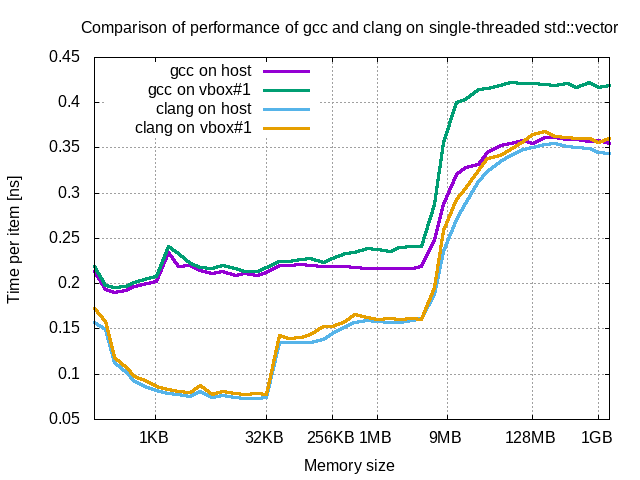 Comparison of performance of gcc and clang on single-threaded std::vector
0.45
0.4
0.35
0.3
0.25
0.2
0.15
0.1
0.05
Time per item [ns]
gcc on host
gcc on vbox#1
clang on host
clang on vbox#1
1KB 32KB 256KB 1MB 9MB 128MB 1GB
Memory size